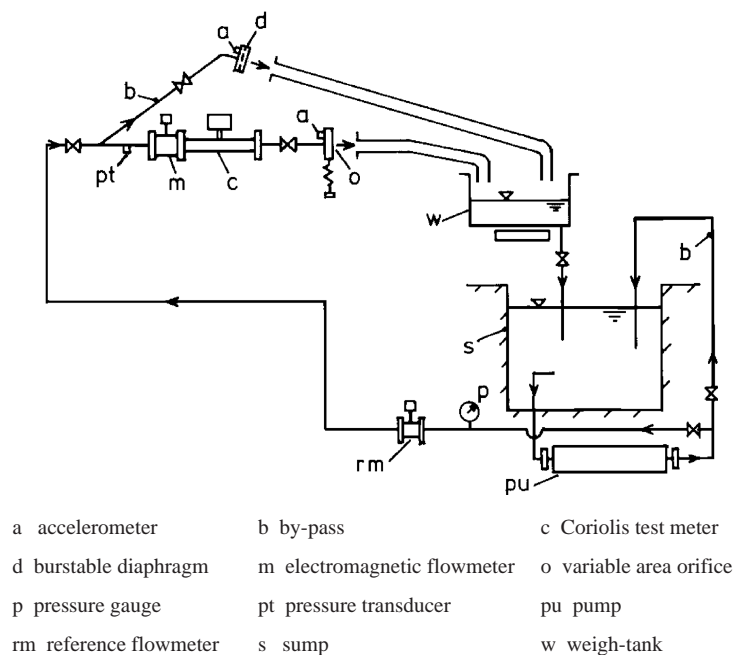 a
d
b
a
pt
m
c
o
w
b
s
p
rm
pu
a accelerometer
b by-pass
c Coriolis test meter
d burstable diaphragm
m electromagnetic flowmeter
o variable area orifice
p pressure gauge
pt pressure transducer
pu pump
rm reference flowmeter
s sump
w weigh-tank